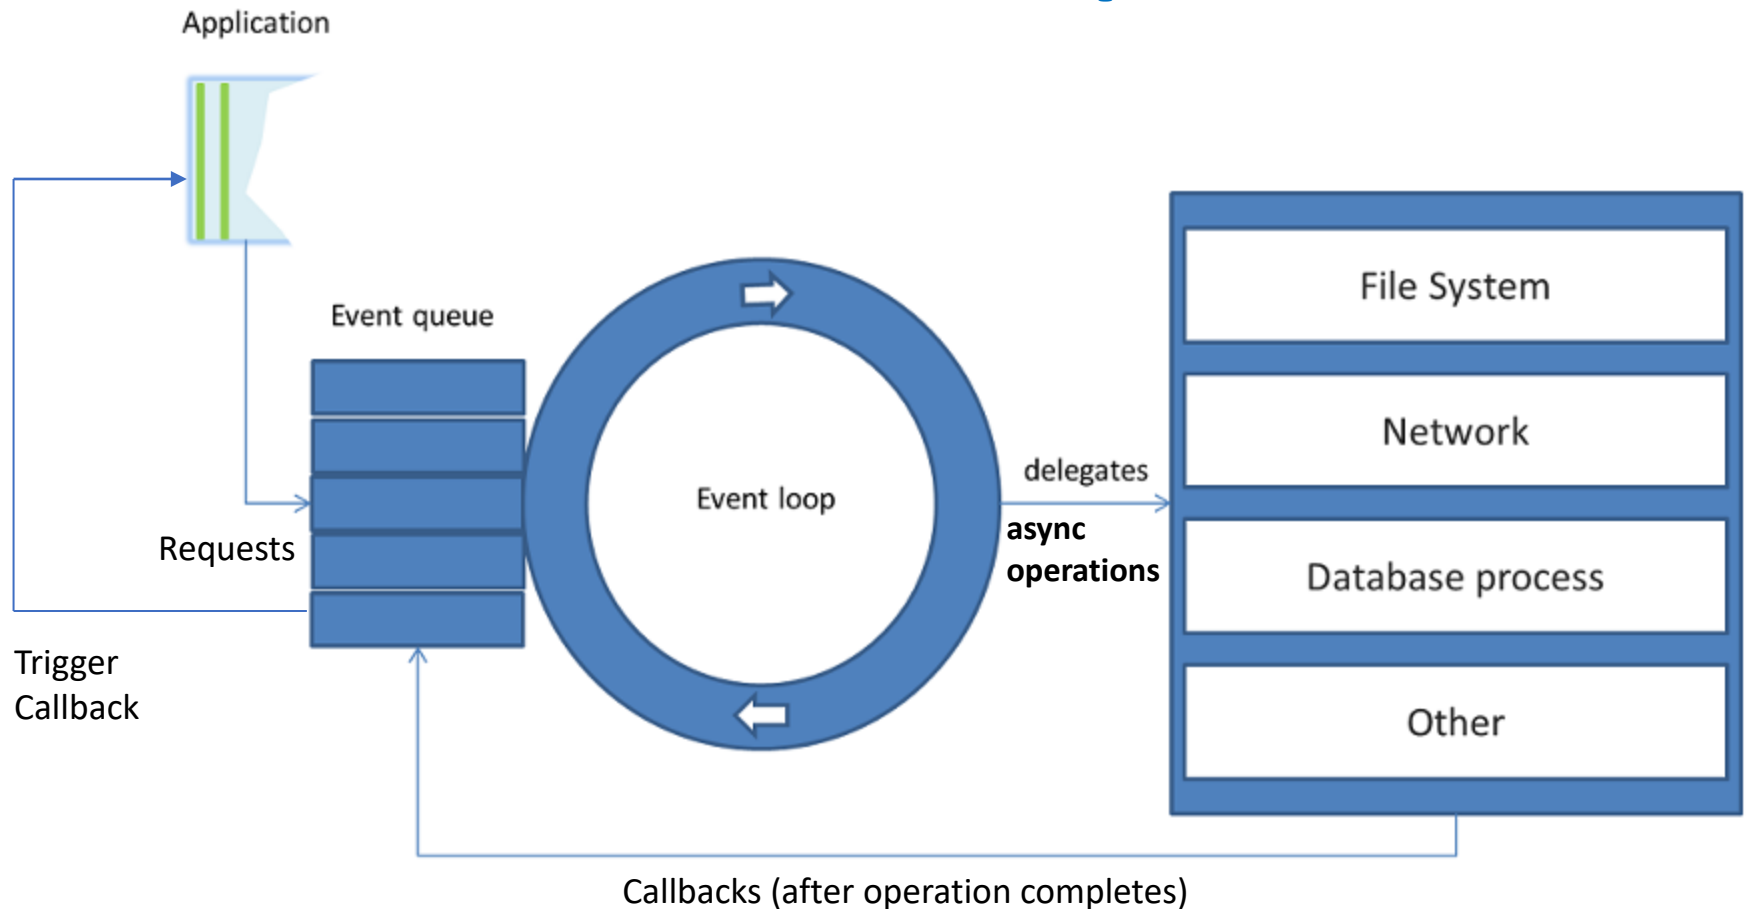 Application
Event queue
File System
Network
Event loop
delegates
async
operations
Requests
Database process
Trigger
Callback
Other
Callbacks (after operation completes)